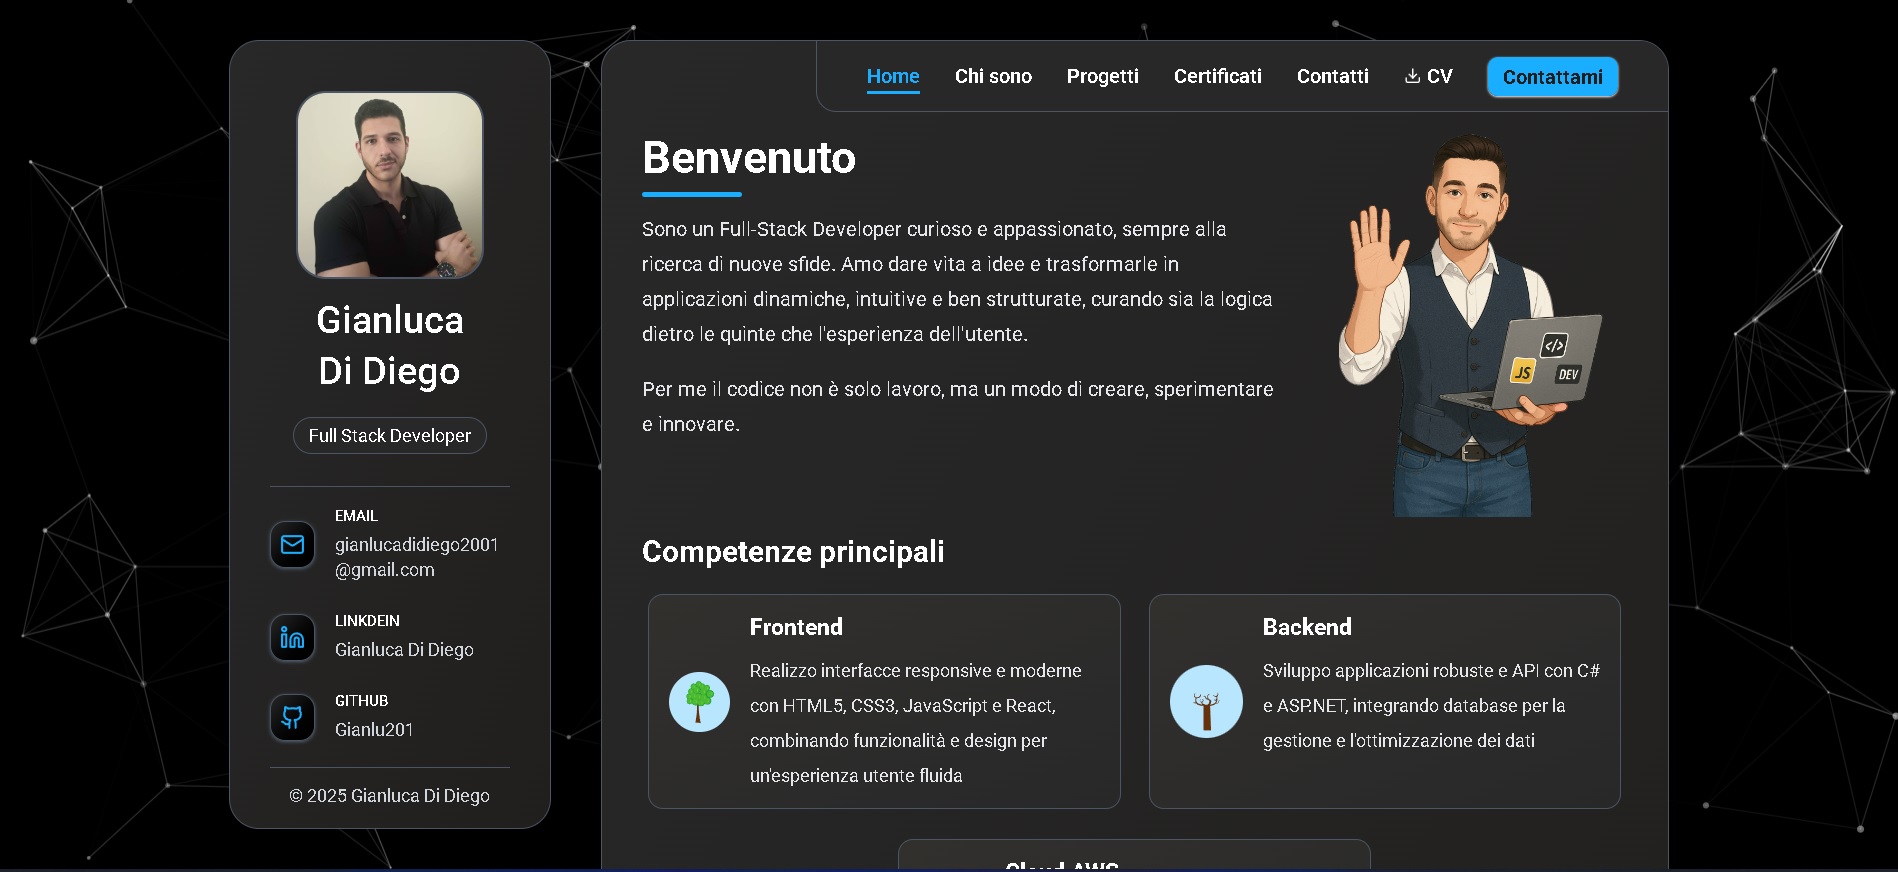 Gianluca
Di Diego
Full Stack Developer
EMAIL
gianlucadidiego2001
@gmail.com
LINKDEIN
Gianluca Di Diego
GITHUB
Gianlu201
© 2025 Gianluca Di Diego
Home Chi sono Progetti Certificati Contatti CV Contattami
Benvenuto
Sono un Full-Stack Developer curioso e appassionato, sempre alla
ricerca di nuove sfide. Amo dare vita a idee e trasformarle in
applicazioni dinamiche, intuitive e ben strutturate, curando sia la logica
dietro le quinte che l'esperienza dell'utente.
Per me il codice non è solo lavoro, ma un modo di creare, sperimentare
e innovare.
</>
JS
DEV
Competenze principali
Frontend
Realizzo interfacce responsive e moderne
con HTML5, CSS3, JavaScript e React,
combinando funzionalità e design per
un'esperienza utente fluida
Backend
Sviluppo applicazioni robuste e API con C#
e ASP.NET, integrando database per la
gestione e l'ottimizzazione dei dati
Cloud AWS